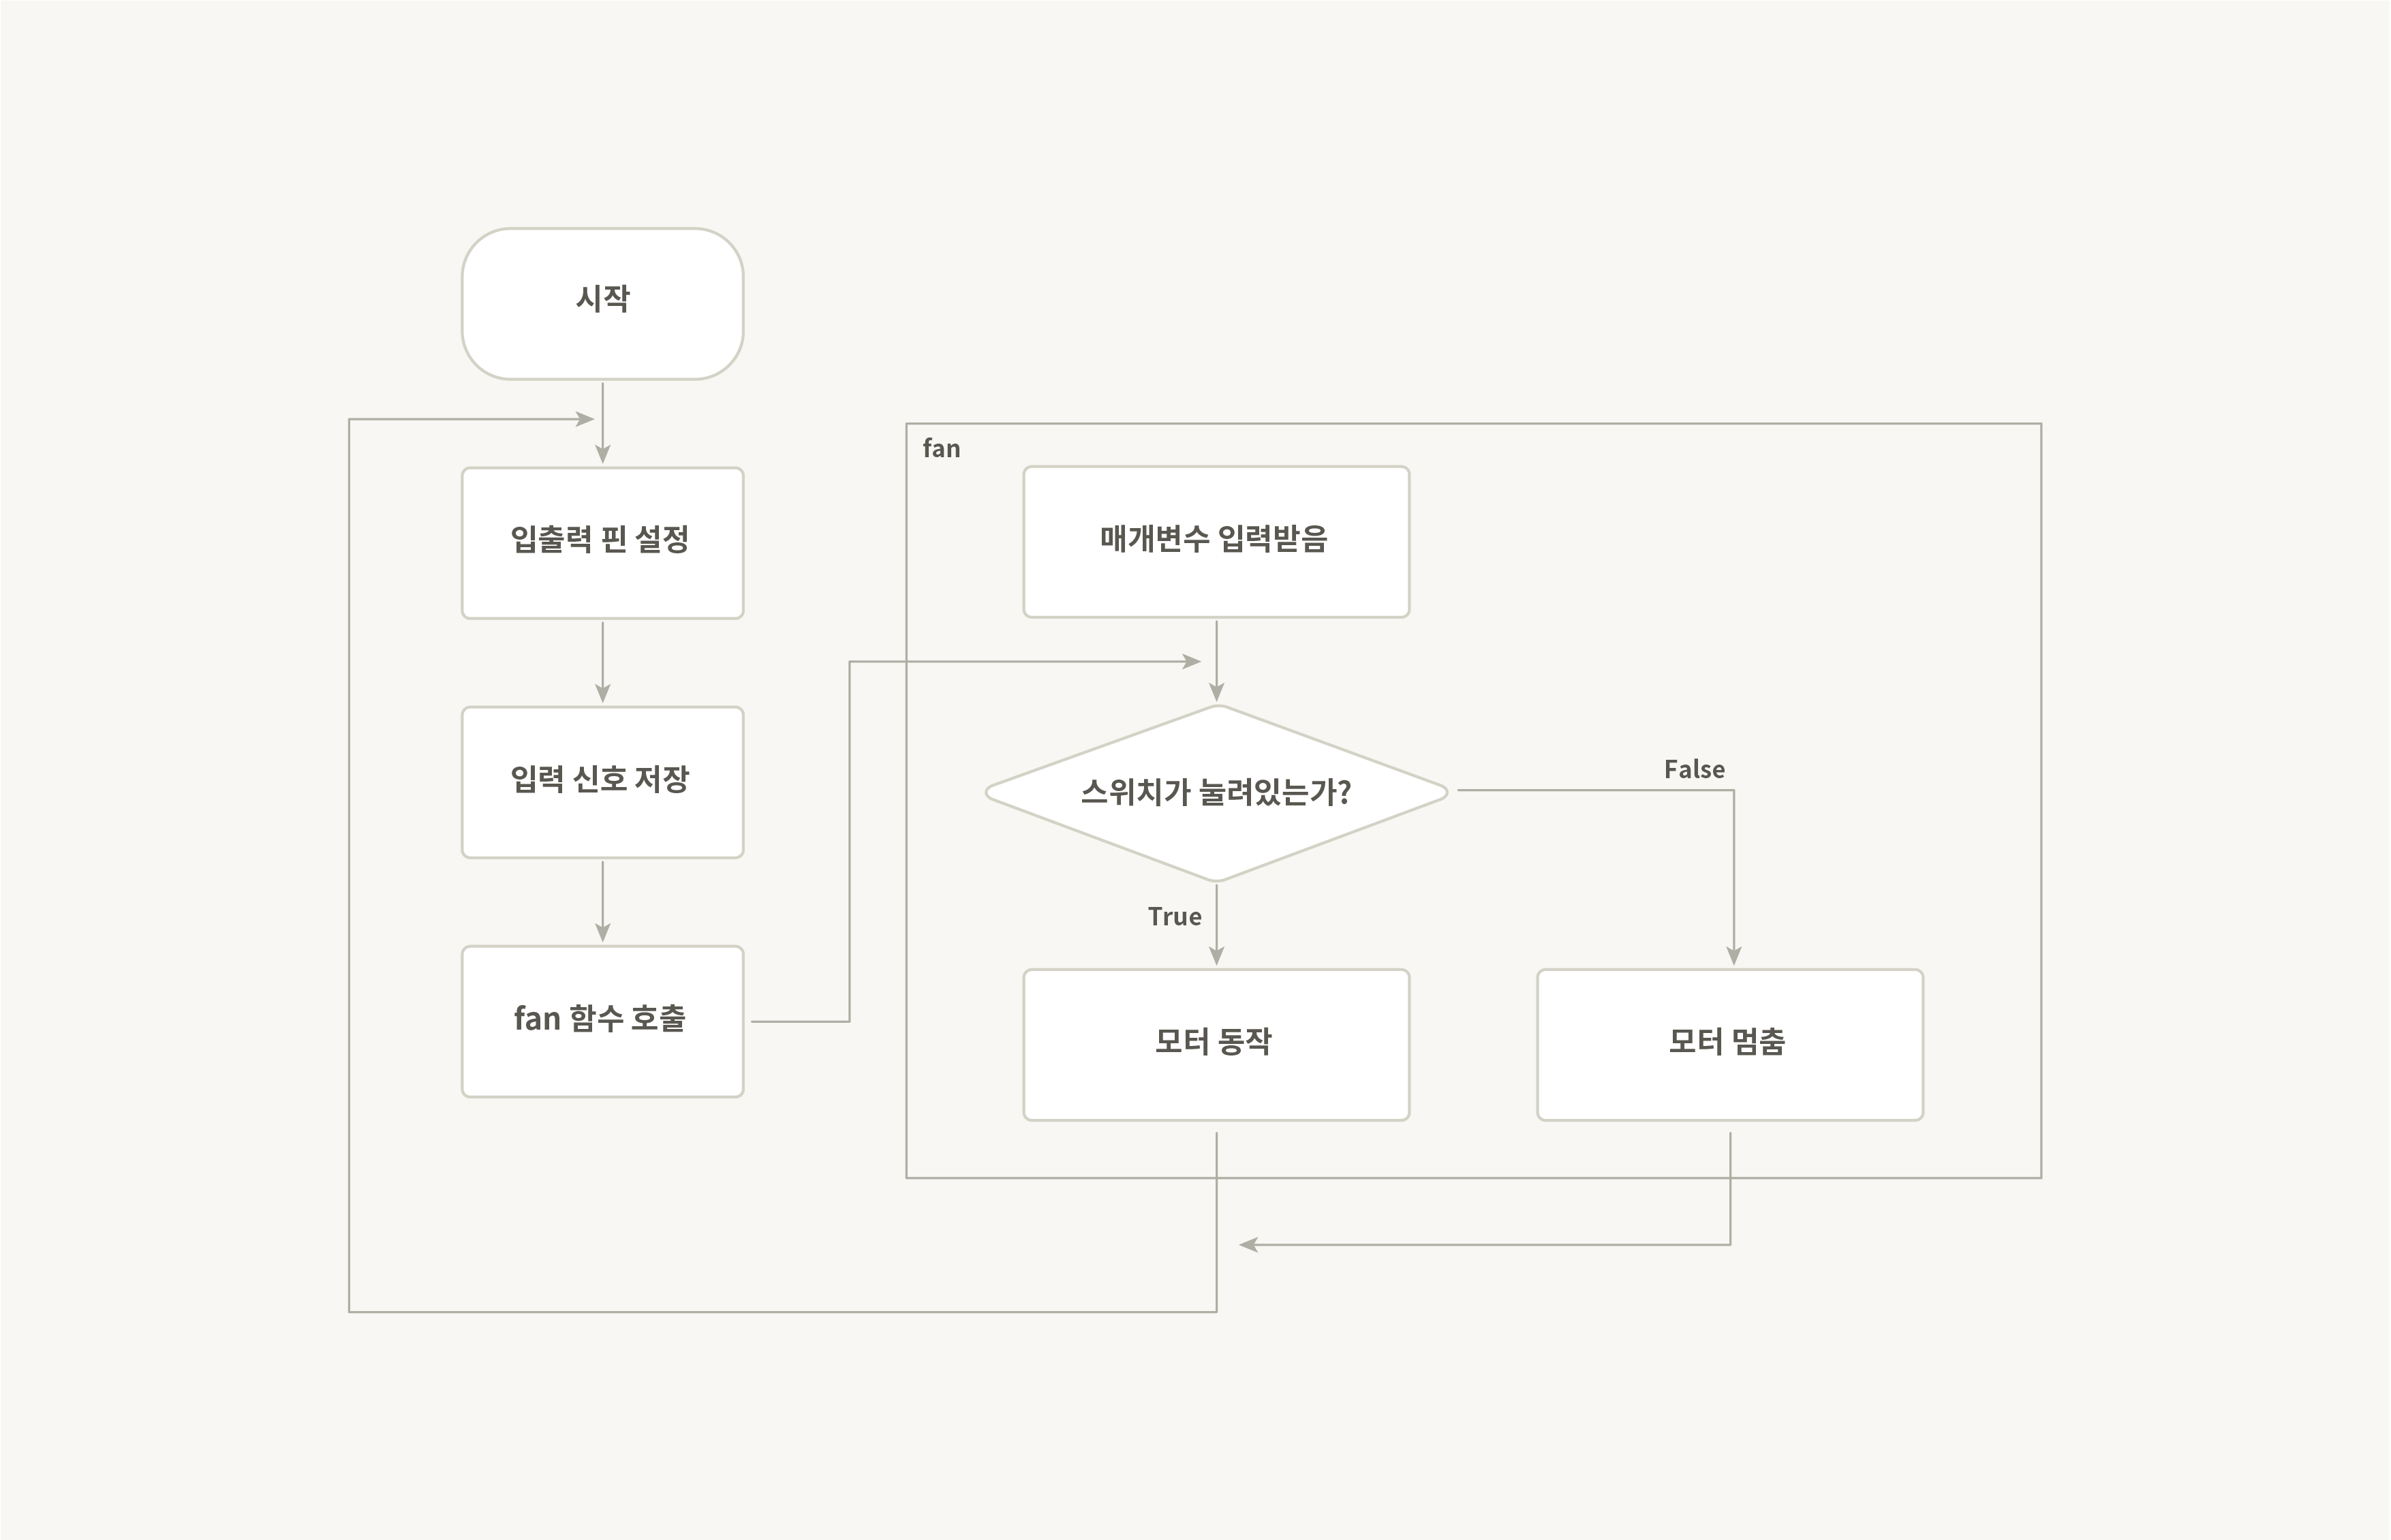 시작
입출력 핀 설정
입력 신호 저장
fan 함수 호출
fan
매개변수 입력받음
스위치가 눌려있는가?
False
True
모터 동작
모터 멈춤